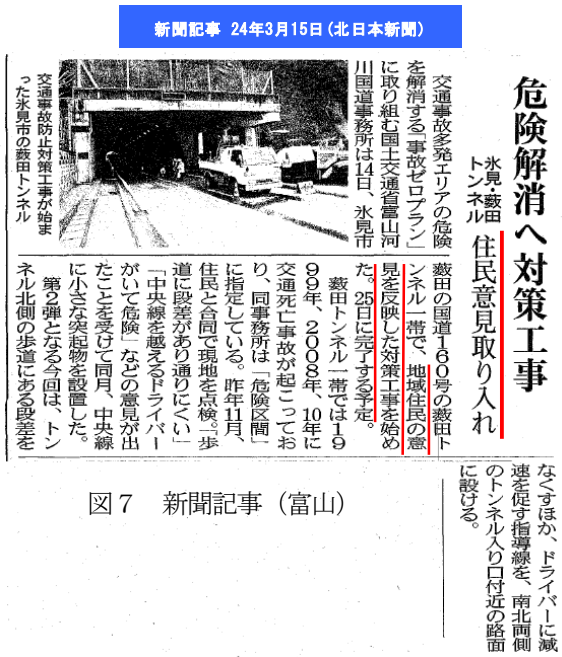 新聞記事 24年3月15日(北日本新聞)
危険解消へ対策工事
氷見・薮田
トンネル
住民意見取り入れ
交通事故多発エリアの危険
を解消する「事故ゼロプラン」
に取り組む国土交通省富山河
川国道事務所は14日、氷見市
交通事故防止対策工事が始ま
った氷見市の薮田トンネル
薮田の国道160号の薮田ト
ンネル一帯で、地域住民の意
見を反映した対策工事を始め
た。25日に完了する予定。
薮田トンネル一帯では19
99年、2008年、10年に
交通死亡事故が起こってお
り、同事務所は「危険区間」
に指定している。昨年11月、
住民と合同で現地を点検。「歩
道に段差があり通りにくい」
「中央線を越えるドライバー
がいて危険」などの意見が出
たことを受けて同月、中央線
に小さな突起物を設置した。
第2弾となる今回は、トン
ネル北側の歩道にある段差を
なくすほか、ドライバーに減
速を促す指導線を、南北両側
のトンネル入り口付近の路面
に設ける。
図7 新聞記事(富山)